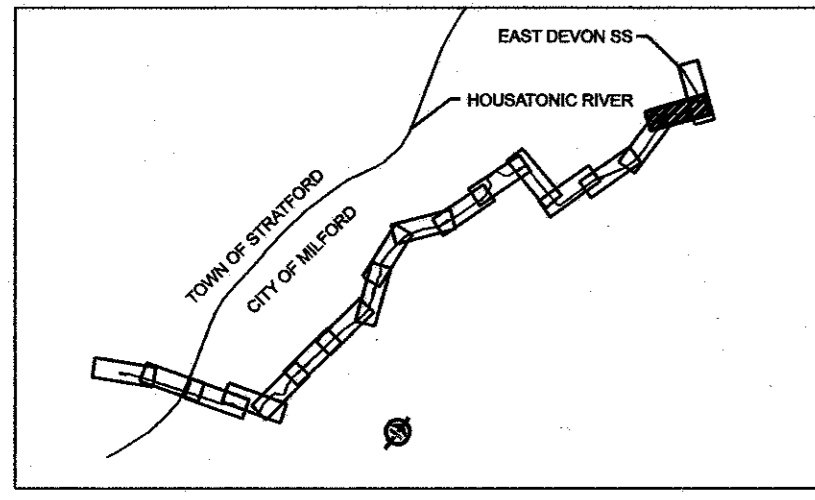 EAST DEVON SS
HOUSATONIC RIVER
TOWN OF STRATFORD
CITY OF MILFORD